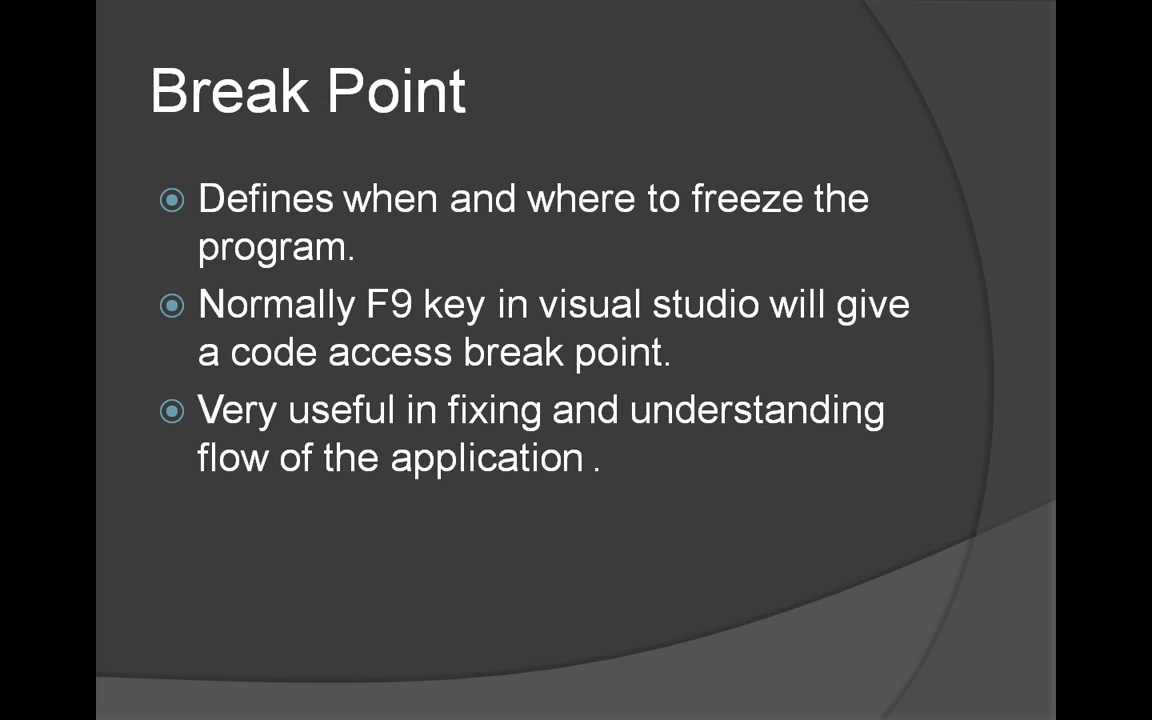 Break Point
Defines when and where to freeze the
program.
Normally F9 key in visual studio will give
a code access break point.
Very useful in fixing and understanding
flow of the application .